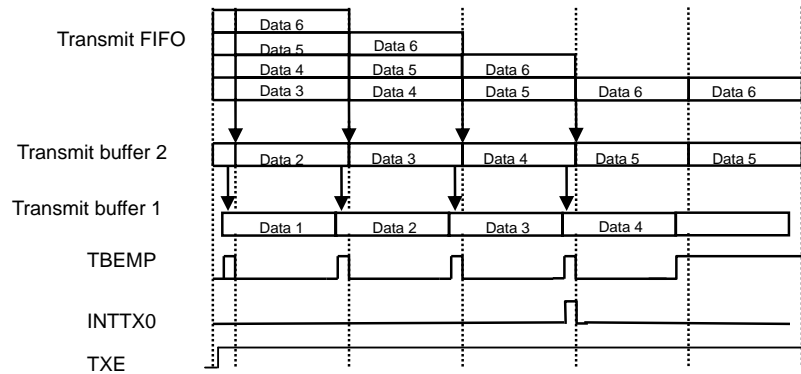 Transmit FIFO
Data 6
Data 5 Data 6
Data 4 Data 5 Data 6
Data 3 Data 4 Data 5 Data 6 Data 6
Transmit buffer 2
Data 2 Data 3 Data 4 Data 5 Data 5
Transmit buffer 1
Data 1 Data 2 Data 3 Data 4
TBEMP
INTTX0
TXE